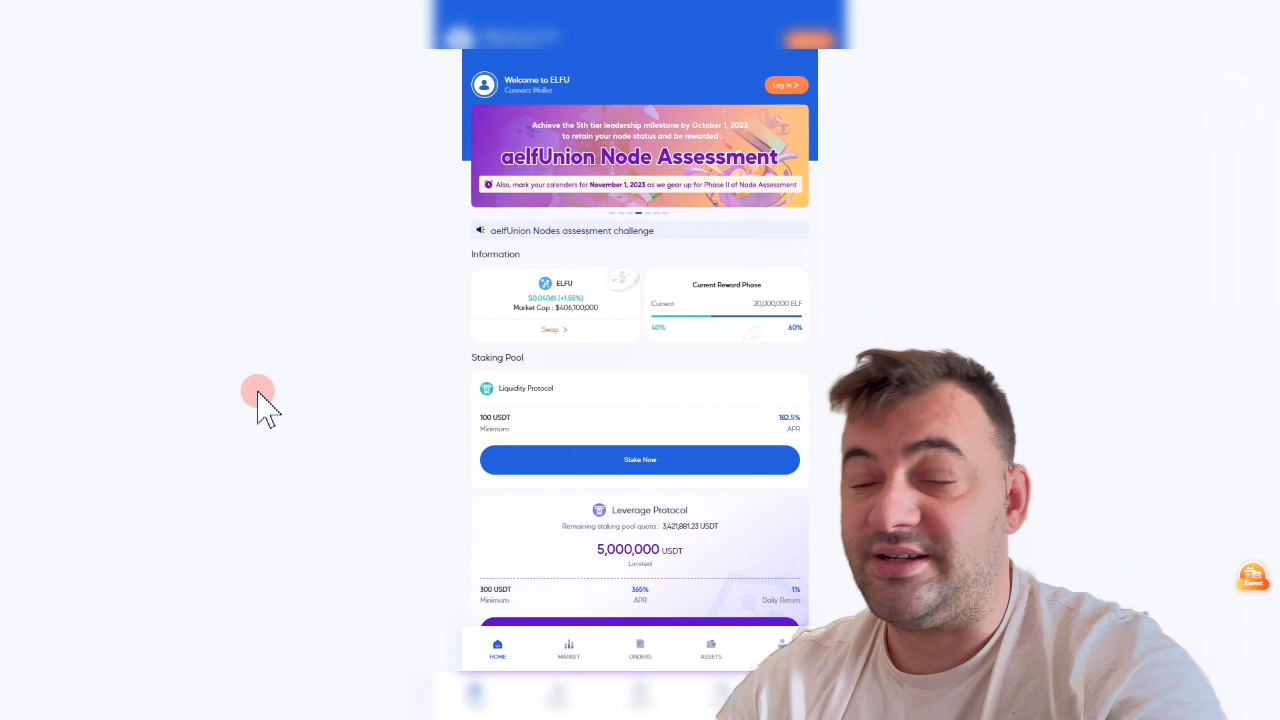 Welcome to ELFU
Connect Wallet
Log in >
Achieve the 5th tier leadership milestone by October 1, 2023
to retain your node status and be rewarded
aelfUnion Node Assessment
Also, mark your calenders for November 1, 2023 as we gear up for Phase II of Node Assessment
aelfUnion Nodes assessment challenge
Information
ELFU
$0.04061 (+1.55%)
Market Cap : $406,100,000
Swap >
Current Reward Phase
Current 20,000,000 ELF
40% 60%
Staking Pool
Liquidity Protocol
100 USDT 182.5%
Minimum APR
Stake Now
Leverage Protocol
Remaining staking pool quota: 3,421,881.23 USDT
5,000,000 USDT
Limited
300 USDT 365% 1%
Minimum APR Daily Return
HOME MARKET ORDERS ASSETS
Event